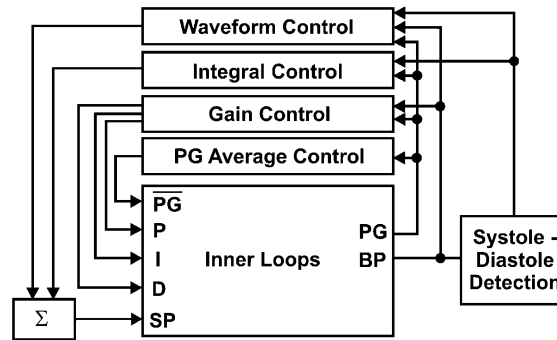 Waveform Control
Integral Control
Gain Control
PG Average Control
PG
P
I
D
SP
Inner Loops
PG
BP
Systole -
Diastole
Detection
Σ